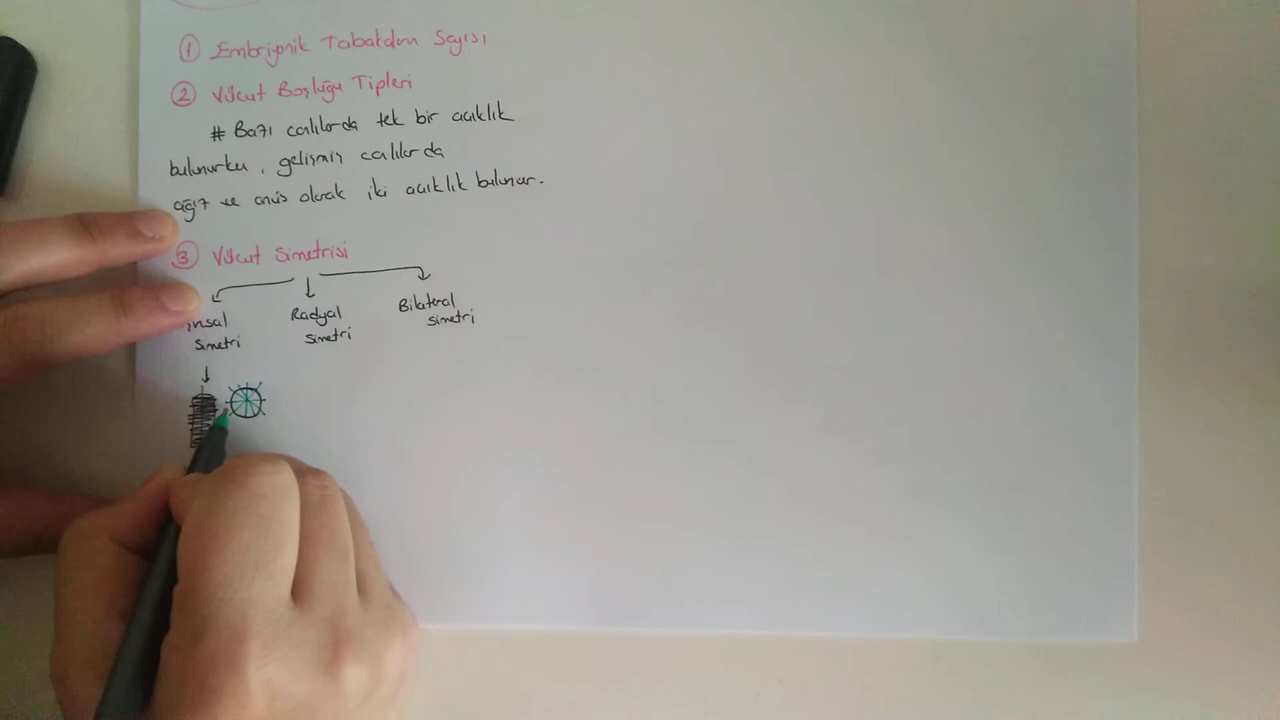 ① Embriyonik Tabakaların Sayısı
② Vücut Boşluğu Tipleri
# Bazı canlılarda tek bir açıklık
bulunurken, gelişmiş canlılarda
ağız ve anüs olarak iki açıklık bulunur.
③ Vücut Simetrisi
Radyal simetri
Bilateral simetri
simetri